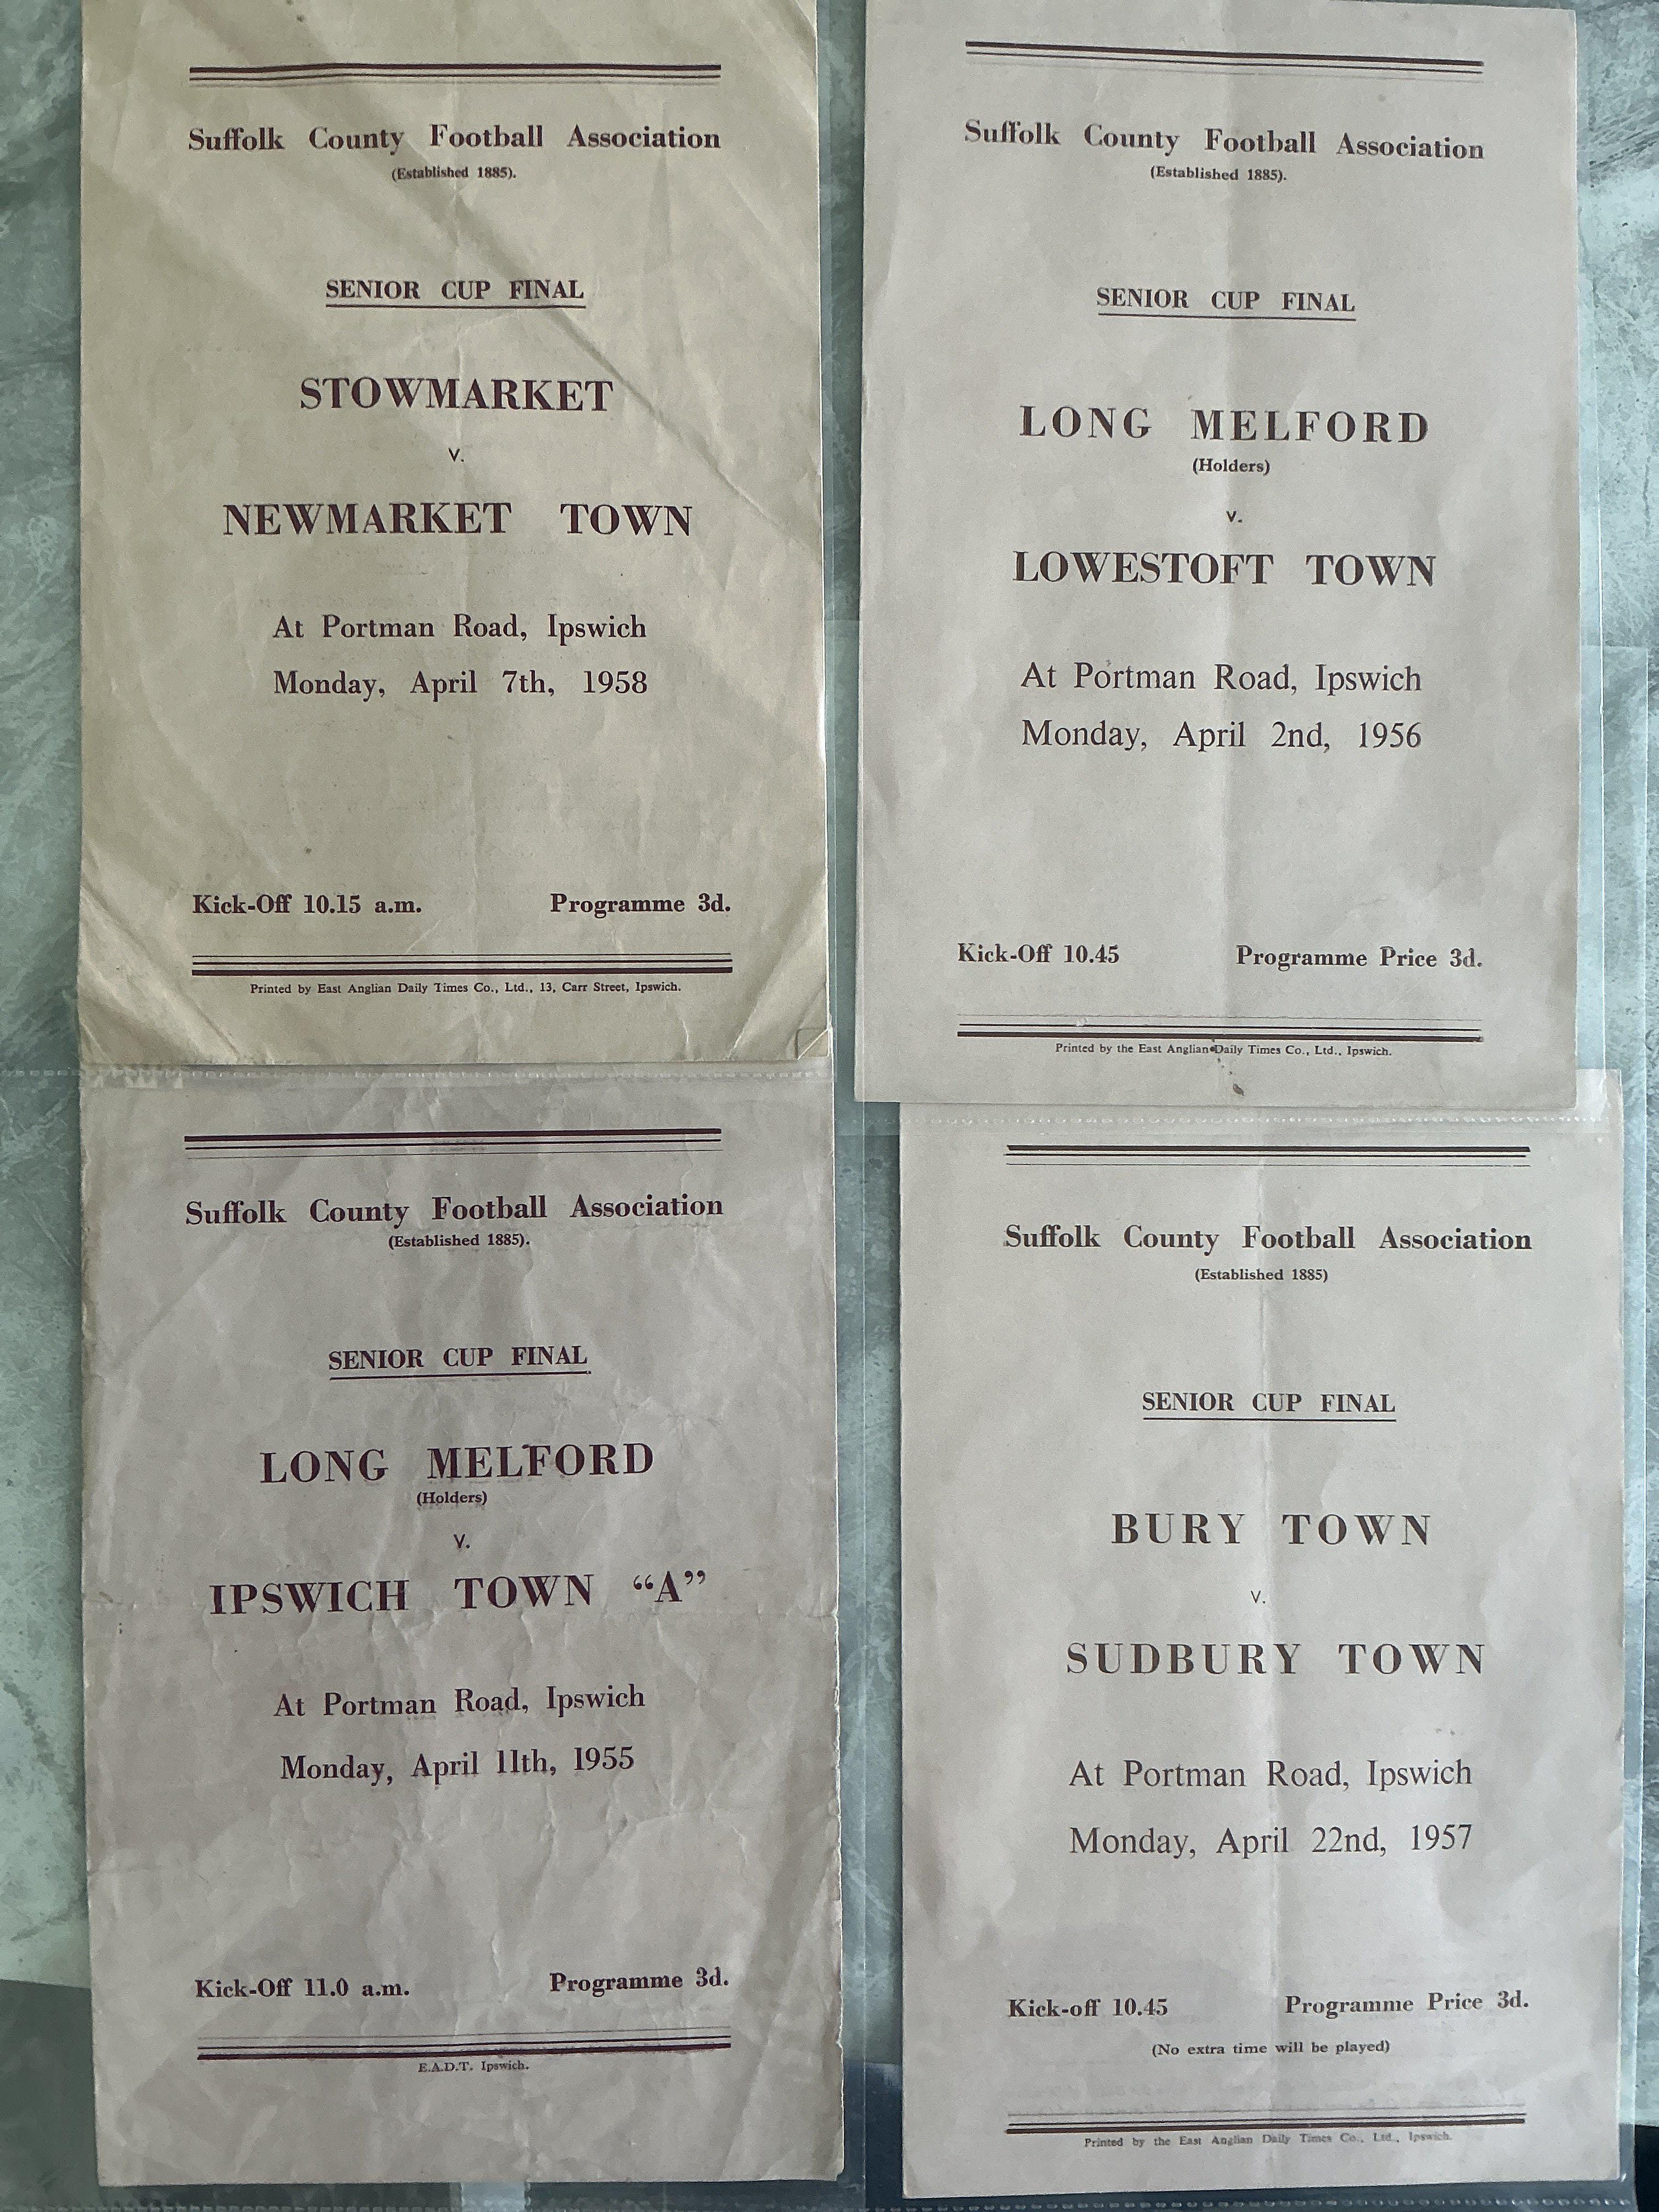 Suffolk County Football Association
(Established 1885).
SENIOR CUP FINAL
STOWMARKET
v.
NEWMARKET TOWN
At Portman Road, Ipswich
Monday, April 7th, 1958
Kick-Off 10.15 a.m. Programme 3d.
Printed by East Anglian Daily Times Co., Ltd., 13, Carr Street, Ipswich.
Suffolk County Football Association
(Established 1885).
SENIOR CUP FINAL
LONG MELFORD
(Holders)
v.
LOWESTOFT TOWN
At Portman Road, Ipswich
Monday, April 2nd, 1956
Kick-Off 10.45 Programme Price 3d.
Printed by the East Anglian Daily Times Co., Ltd., Ipswich.
Suffolk County Football Association
(Established 1885).
SENIOR CUP FINAL
LONG MELFORD
(Holders)
v.
IPSWICH TOWN “A”
At Portman Road, Ipswich
Monday, April 11th, 1955
Kick-Off 11.0 a.m. Programme 3d.
E.A.D.T. Ipswich.
Suffolk County Football Association
(Established 1885)
SENIOR CUP FINAL
BURY TOWN
v.
SUDBURY TOWN
At Portman Road, Ipswich
Monday, April 22nd, 1957
Kick-off 10.45 Programme Price 3d.
(No extra time will be played)
Printed by the East Anglian Daily Times Co., Ltd., Ipswich.